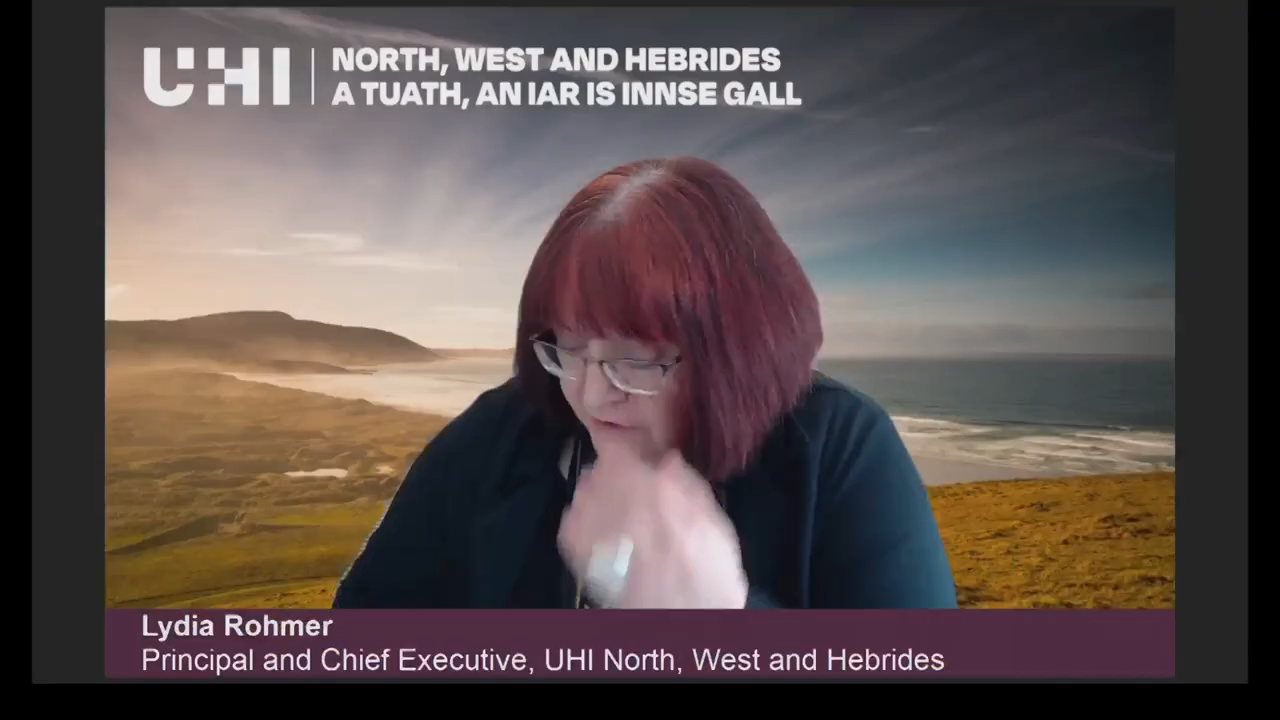 UHI
NORTH, WEST AND HEBRIDES
A TUATH, AN IAR IS INNSE GALL
Lydia Rohmer
Principal and Chief Executive, UHI North, West and Hebrides